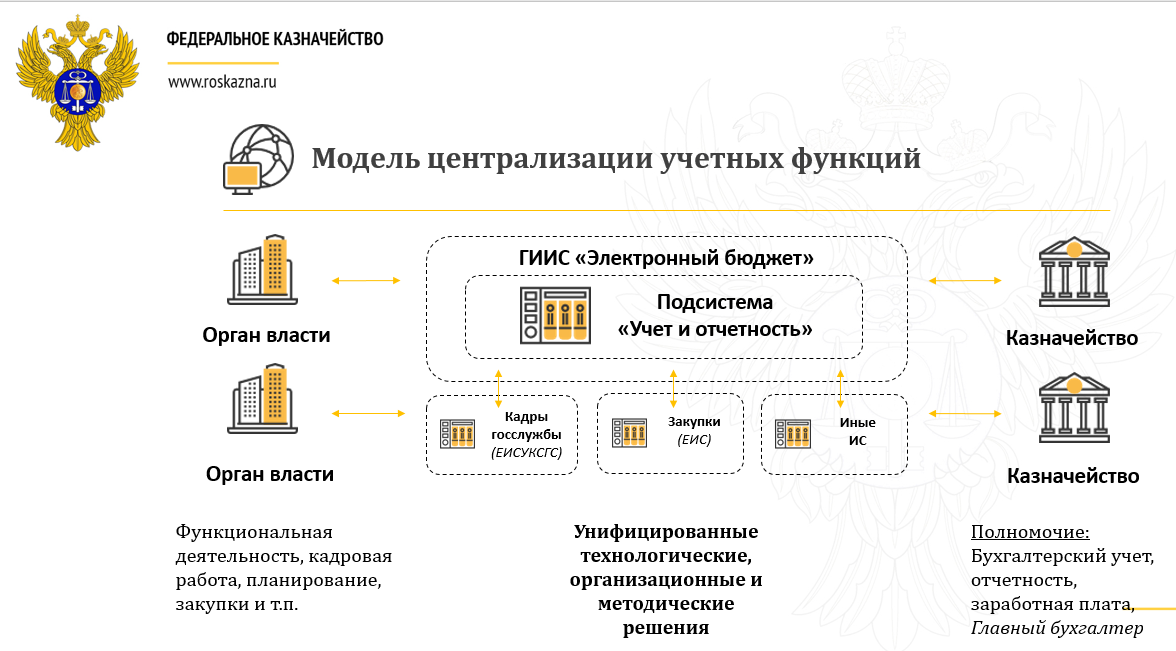 ФЕДЕРАЛЬНОЕ КАЗНАЧЕЙСТВО
www.roskazna.ru
Модель централизации учетных функций
ГИИС «Электронный бюджет»
Подсистема
«Учет и отчетность»
Орган власти
Казначейство
Кадры
госслужбы
(ЕИСУКСГС)
Закупки
(ЕИС)
Иные
ИС
Орган власти
Казначейство
Функциональная
деятельность, кадровая
работа, планирование,
закупки и т.п.
Унифицированные
технологические,
организационные и
методические
решения
Полномочие:
Бухгалтерский учет,
отчетность,
заработная плата,
Главный бухгалтер